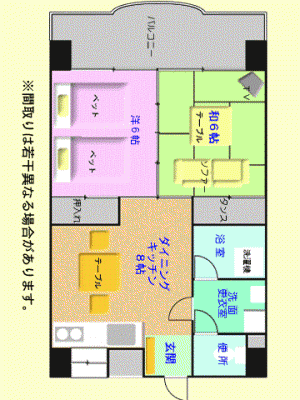 バルコニー
TV
和6帖
テーブル
ソファー
洋6帖
ベット
ベット
タンス
押入れ
浴室
洗濯機
ダイニング
キッチン
8帖
テーブル
洗面
更衣室
便所
玄関
※間取りは若干異なる場合があります。